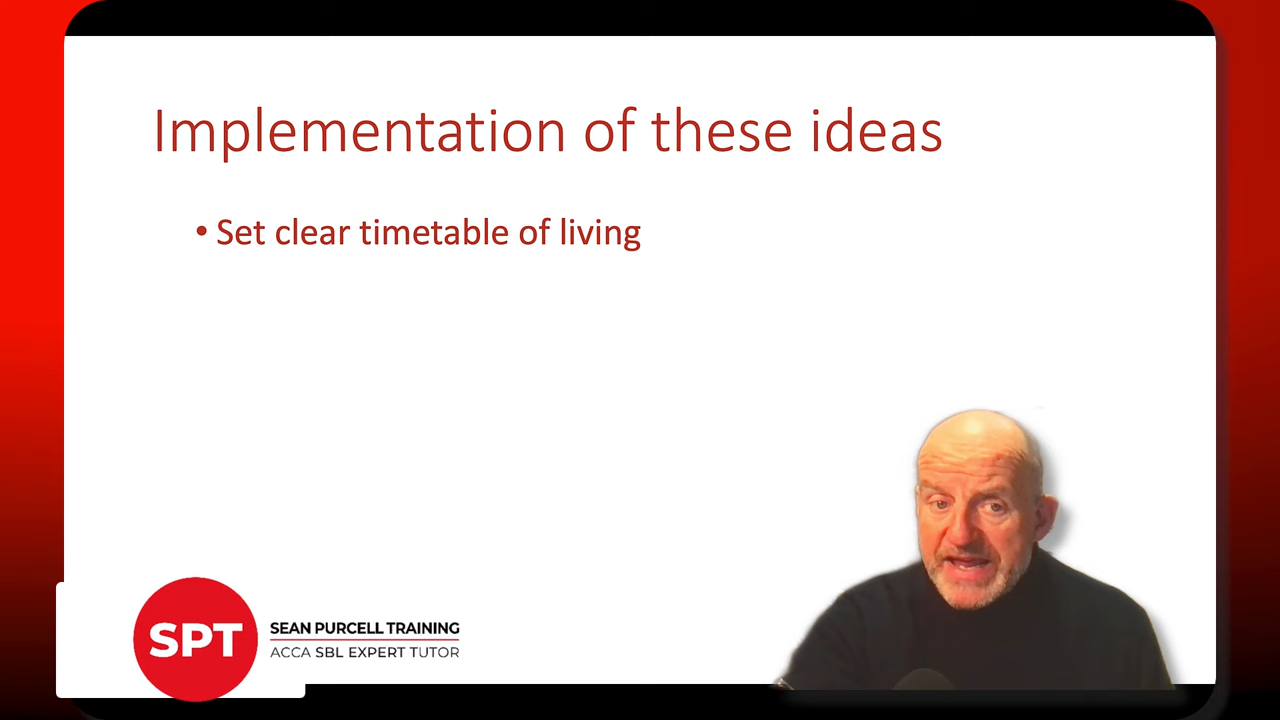 Implementation of these ideas
• Set clear timetable of living
SPT
SEAN PURCELL TRAINING
ACCA SBL EXPERT TUTOR